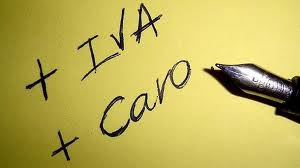 + IVA
+ Caro